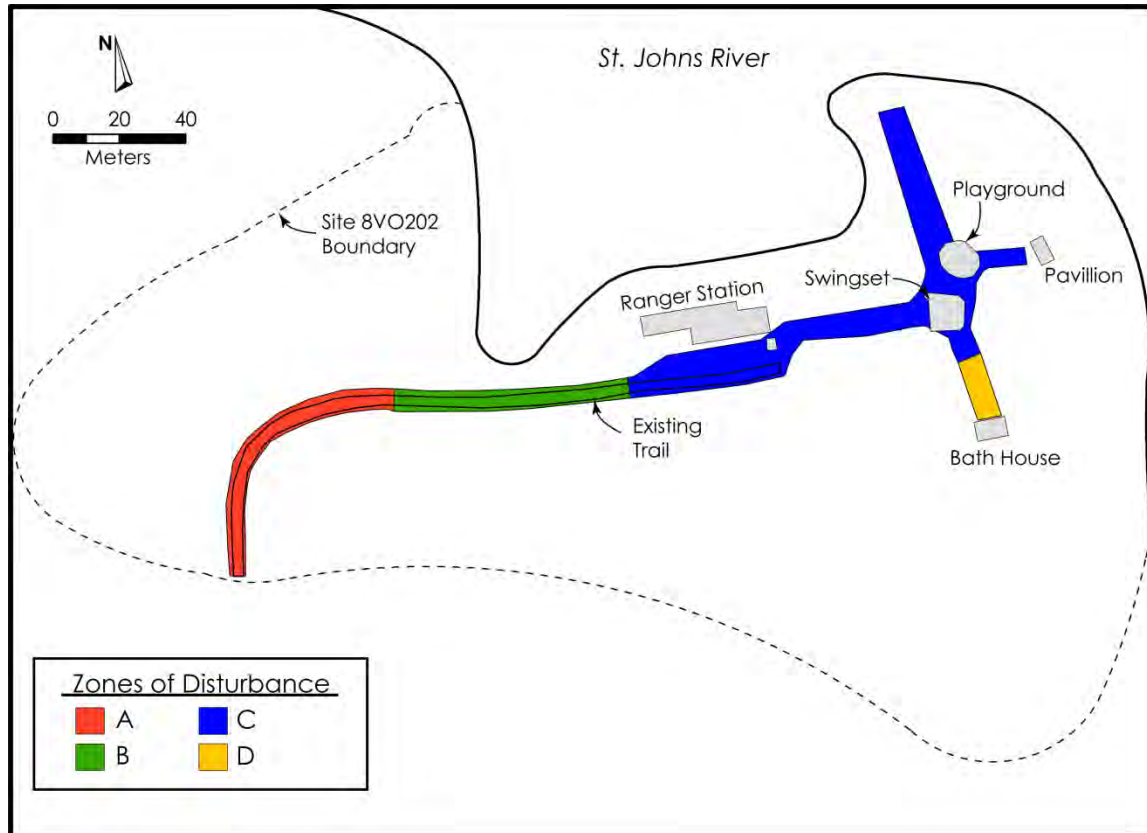 St. Johns River
N
0 20 40
Meters
Site 8VO202
Boundary
Playground
Pavillion
Swingset
Ranger Station
Existing
Trail
Bath House
Zones of Disturbance
A C
B D